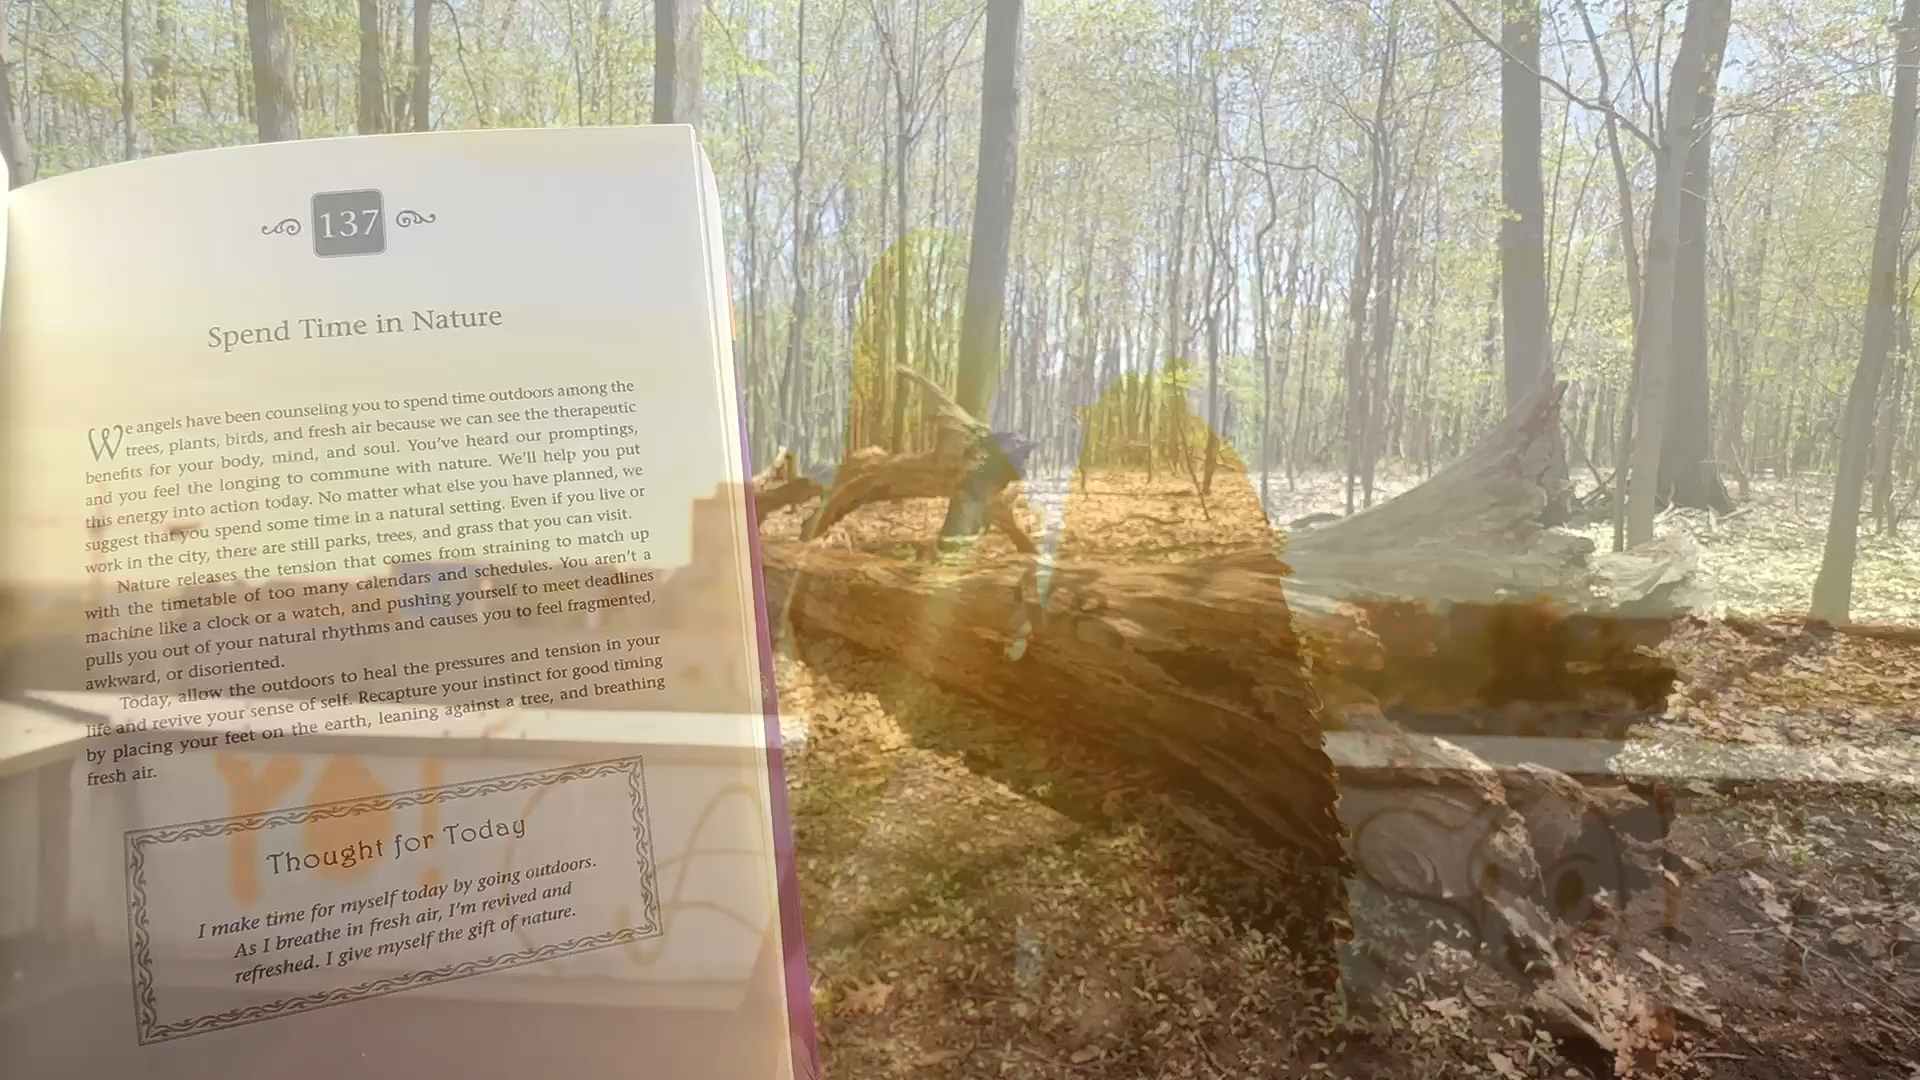 137
Spend Time in Nature
We angels have been counseling you to spend time outdoors among the
trees, plants, birds, and fresh air because we can see the therapeutic
benefits for your body, mind, and soul. You've heard our promptings,
and you feel the longing to commune with nature. We'll help you put
this energy into action today. No matter what else you have planned, we
suggest that you spend some time in a natural setting. Even if you live or
work in the city, there are still parks, trees, and grass that you can visit.
Nature releases the tension that comes from straining to match up
with the timetable of too many calendars and schedules. You aren't a
machine like a clock or a watch, and pushing yourself to meet deadlines
pulls you out of your natural rhythms and causes you to feel fragmented,
awkward, or disoriented.
Today, allow the outdoors to heal the pressures and tension in your
life and revive your sense of self. Recapture your instinct for good timing
by placing your feet on the earth, leaning against a tree, and breathing
fresh air.
YO!
Thought for Today
I make time for myself today by going outdoors.
As I breathe in fresh air, I'm revived and
refreshed. I give myself the gift of nature.